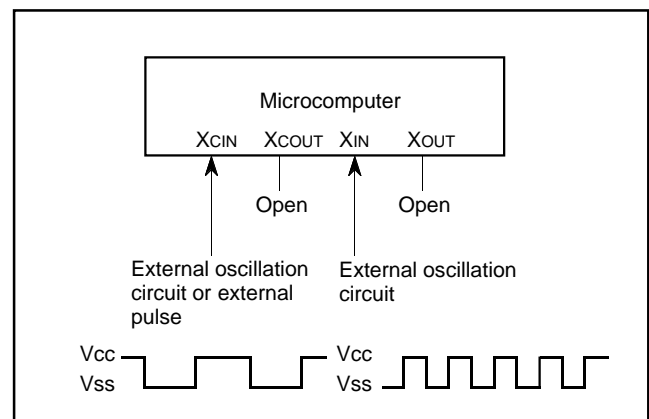 Microcomputer
XCIN XCOUT XIN XOUT
Open Open
External oscillation
circuit or external
pulse
External oscillation
circuit
Vcc
Vss
Vcc
Vss